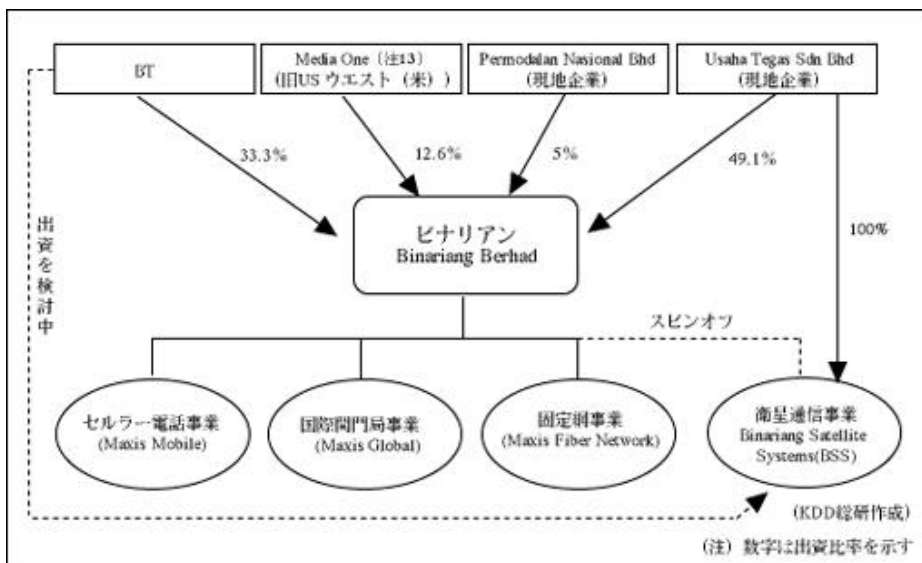 BT
Media One〔注13〕
(旧US ウエスト（米）)
Permodalan Nasional Bhd
(現地企業)
Usaha Tegas Sdn Bhd
(現地企業)
33.3%
12.6%
5%
49.1%
100%
出資を検討中
ビナリアン
Binariang Berhad
スピンオフ
セルラー電話事業
(Maxis Mobile)
国際関門局事業
(Maxis Global)
固定網事業
(Maxis Fiber Network)
衛星通信事業
Binariang Satellite
Systems(BSS)
(KDD総研作成)
（注）数字は出資比率を示す